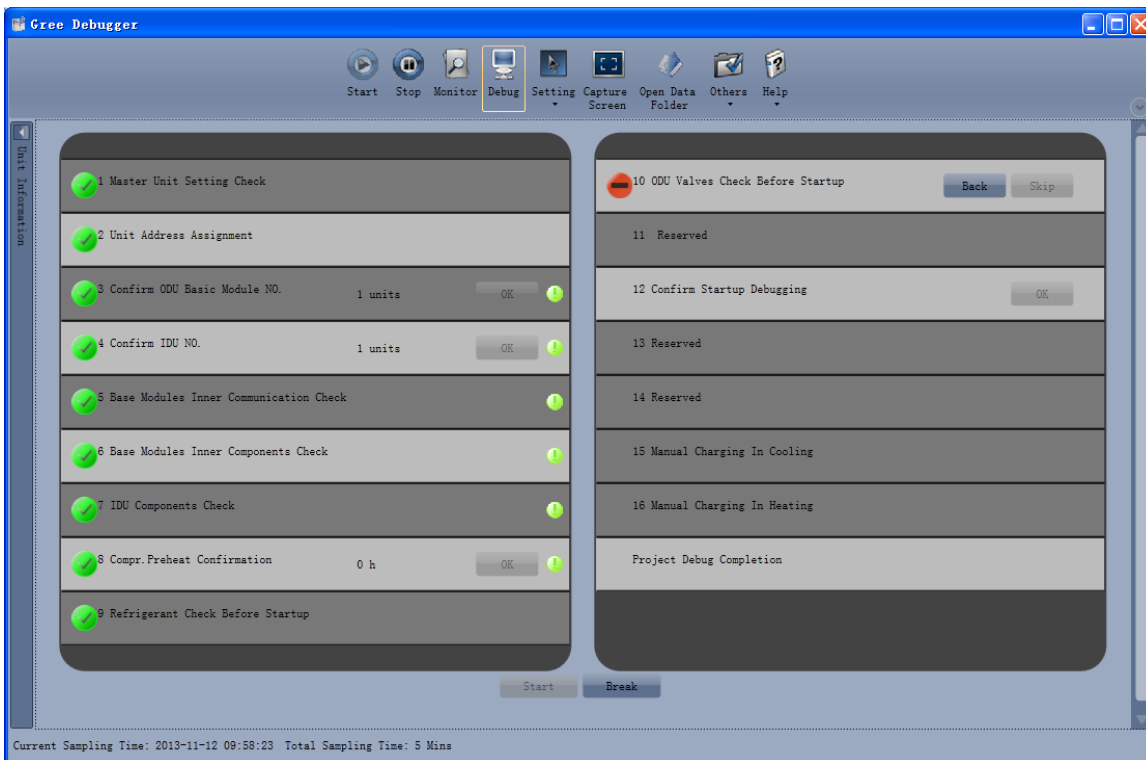 Gree Debugger
Start Stop Monitor Debug Setting Capture Screen Open Data Folder Others Help
Unit Information
1 Master Unit Setting Check
2 Unit Address Assignment
3 Confirm ODU Basic Module NO. 1 units OK
4 Confirm IDU NO. 1 units OK
5 Base Modules Inner Communication Check
6 Base Modules Inner Components Check
7 IDU Components Check
8 Compr.Preheat Confirmation 0 h OK
9 Refrigerant Check Before Startup
10 ODU Valves Check Before Startup Back Skip
11 Reserved
12 Confirm Startup Debugging OK
13 Reserved
14 Reserved
15 Manual Charging In Cooling
16 Manual Charging In Heating
Project Debug Completion
Start Break
Current Sampling Time: 2013-11-12 09:58:23 Total Sampling Time: 5 Mins